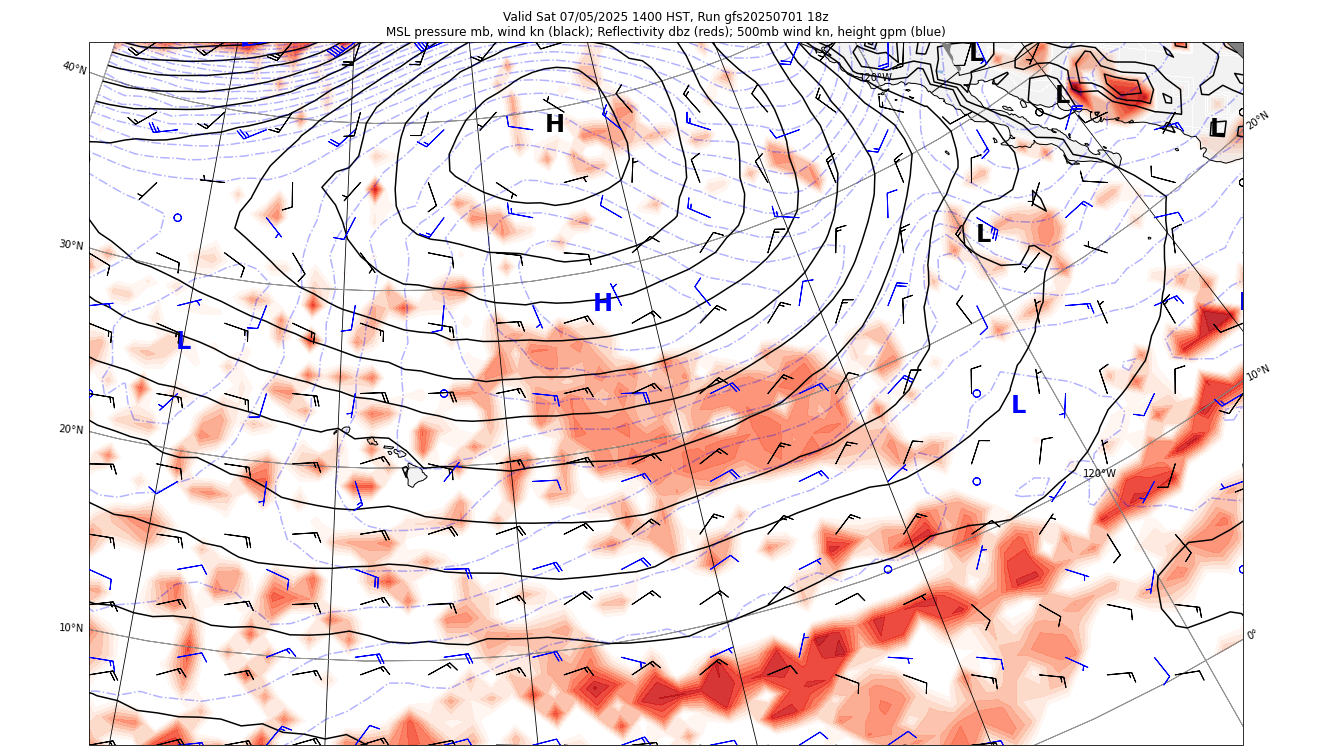 Valid Sat 07/05/2025 1400 HST, Run gfs20250701 18z
MSL pressure mb, wind kn (black); Reflectivity dbz (reds); 500mb wind kn, height gpm (blue)
L
40°N
120°W
L
20°N
H
L
L
30°N
H
L
10°N
L
20°N
120°W
10°N
0°